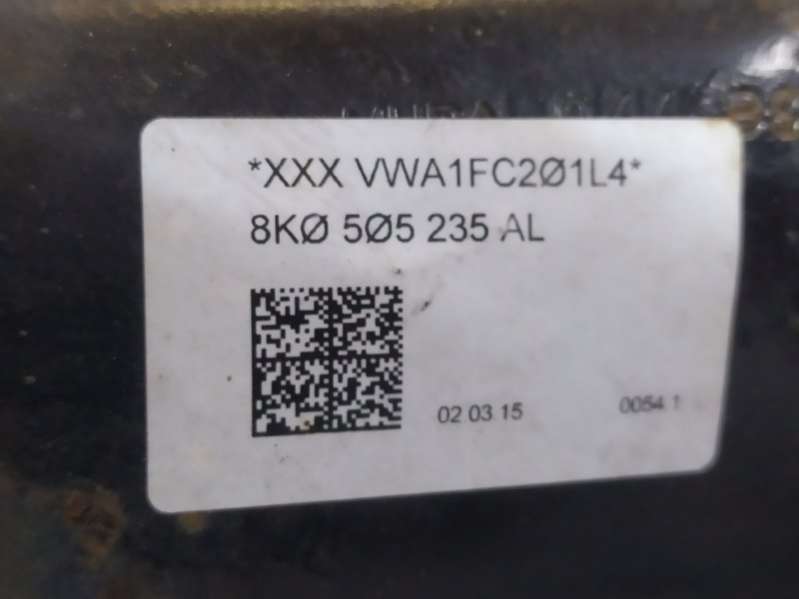 *XXX VWA1FC2Ø1L4*
8KØ 5Ø5 235 AL
02 03 15 0054 1